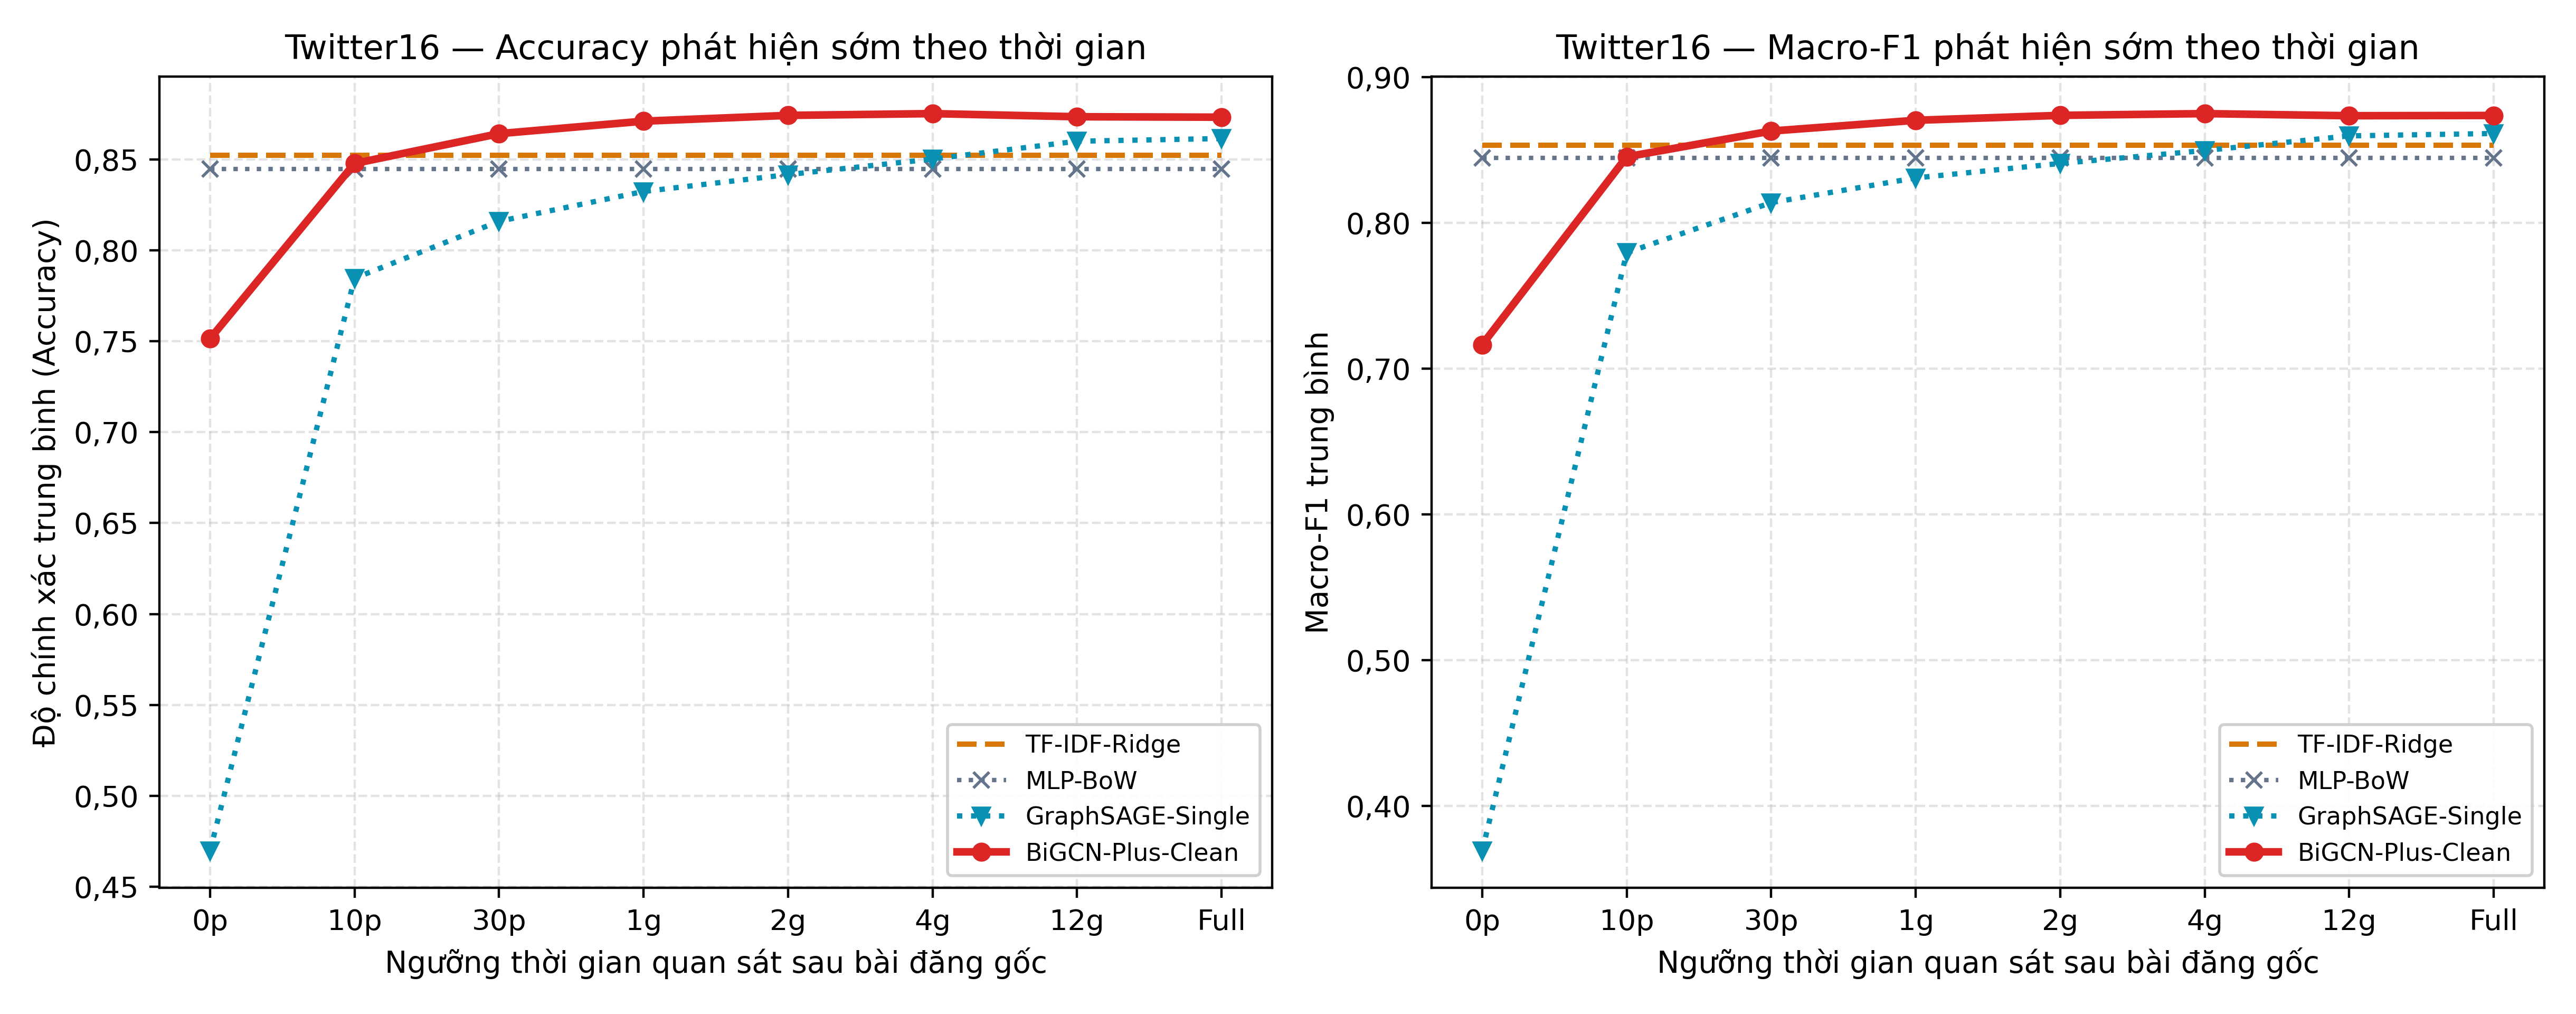 Twitter16 — Accuracy phát hiện sớm theo thời gian
Độ chính xác trung bình (Accuracy)
0,85
0,80
0,75
0,70
0,65
0,60
0,55
0,50
0,45
TF-IDF-Ridge
MLP-BoW
GraphSAGE-Single
BiGCN-Plus-Clean
0p 10p 30p 1g 2g 4g 12g Full
Ngưỡng thời gian quan sát sau bài đăng gốc
Twitter16 — Macro-F1 phát hiện sớm theo thời gian
Macro-F1 trung bình
0,90
0,80
0,70
0,60
0,50
0,40
TF-IDF-Ridge
MLP-BoW
GraphSAGE-Single
BiGCN-Plus-Clean
0p 10p 30p 1g 2g 4g 12g Full
Ngưỡng thời gian quan sát sau bài đăng gốc